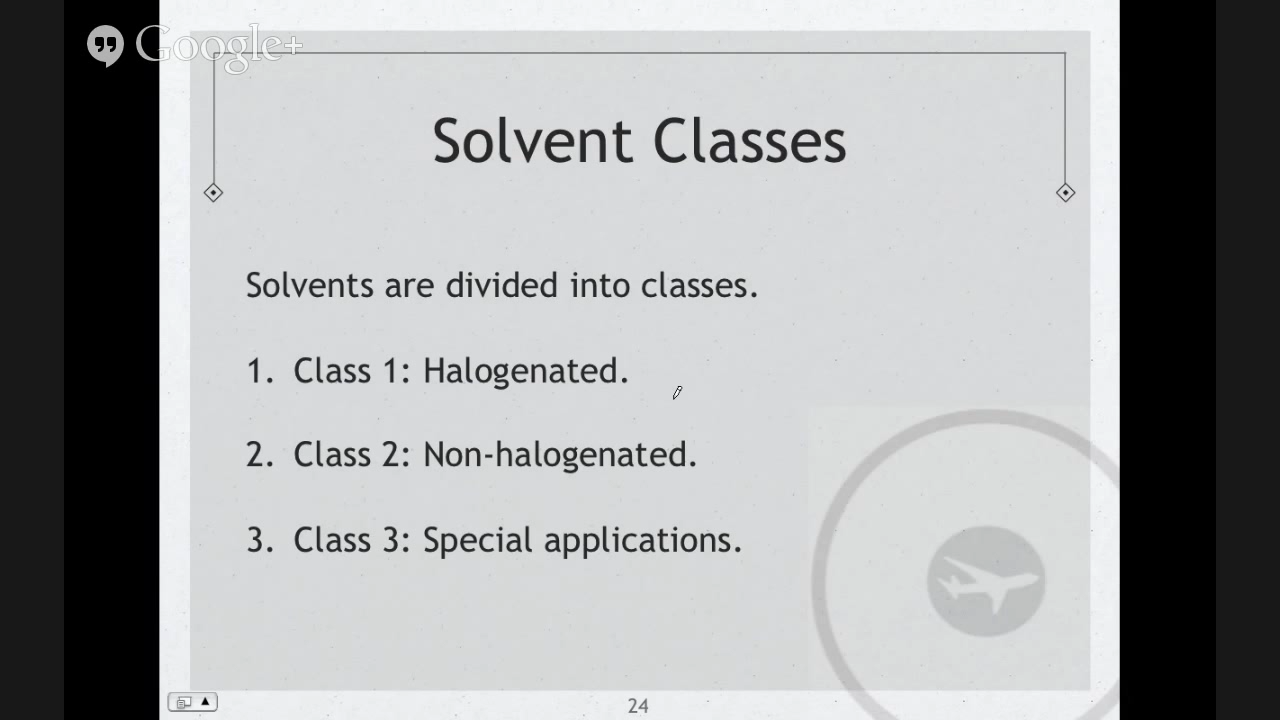 Google+
Solvent Classes
Solvents are divided into classes.
1. Class 1: Halogenated.
2. Class 2: Non-halogenated.
3. Class 3: Special applications.
24